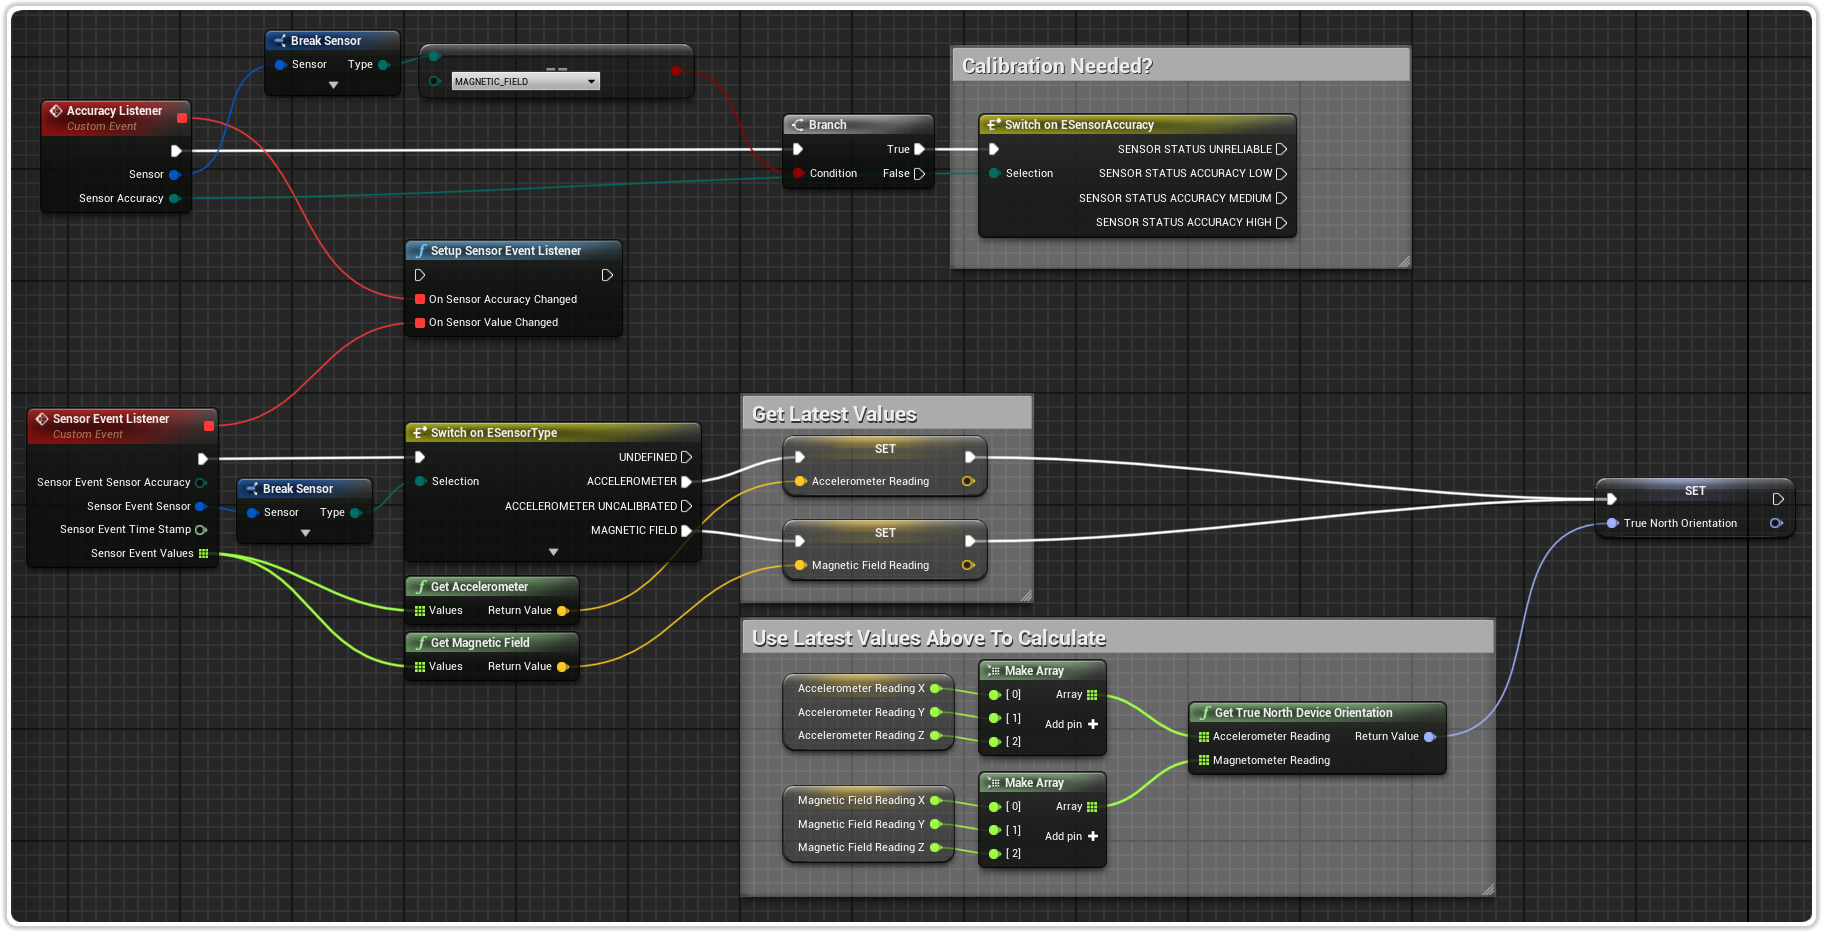 Break Sensor
Sensor Type
==
MAGNETIC_FIELD
Calibration Needed?
Accuracy Listener
Custom Event
Sensor
Sensor Accuracy
Branch
True
Condition False
Switch on ESensorAccuracy
SENSOR STATUS UNRELIABLE
Selection SENSOR STATUS ACCURACY LOW
SENSOR STATUS ACCURACY MEDIUM
SENSOR STATUS ACCURACY HIGH
Setup Sensor Event Listener
On Sensor Accuracy Changed
On Sensor Value Changed
Sensor Event Listener
Custom Event
Sensor Event Sensor Accuracy
Sensor Event Sensor
Sensor Event Time Stamp
Sensor Event Values
Break Sensor
Sensor Type
Switch on ESensorType
UNDEFINED
Selection ACCELEROMETER
ACCELEROMETER UNCALIBRATED
MAGNETIC FIELD
Get Accelerometer
Values Return Value
Get Magnetic Field
Values Return Value
Get Latest Values
SET
Accelerometer Reading
SET
Magnetic Field Reading
SET
True North Orientation
Use Latest Values Above To Calculate
Accelerometer Reading X
Accelerometer Reading Y
Accelerometer Reading Z
Make Array
[0] Array
[1] Add pin
[2]
Magnetic Field Reading X
Magnetic Field Reading Y
Magnetic Field Reading Z
Make Array
[0] Array
[1] Add pin
[2]
Get True North Device Orientation
Accelerometer Reading Return Value
Magnetometer Reading